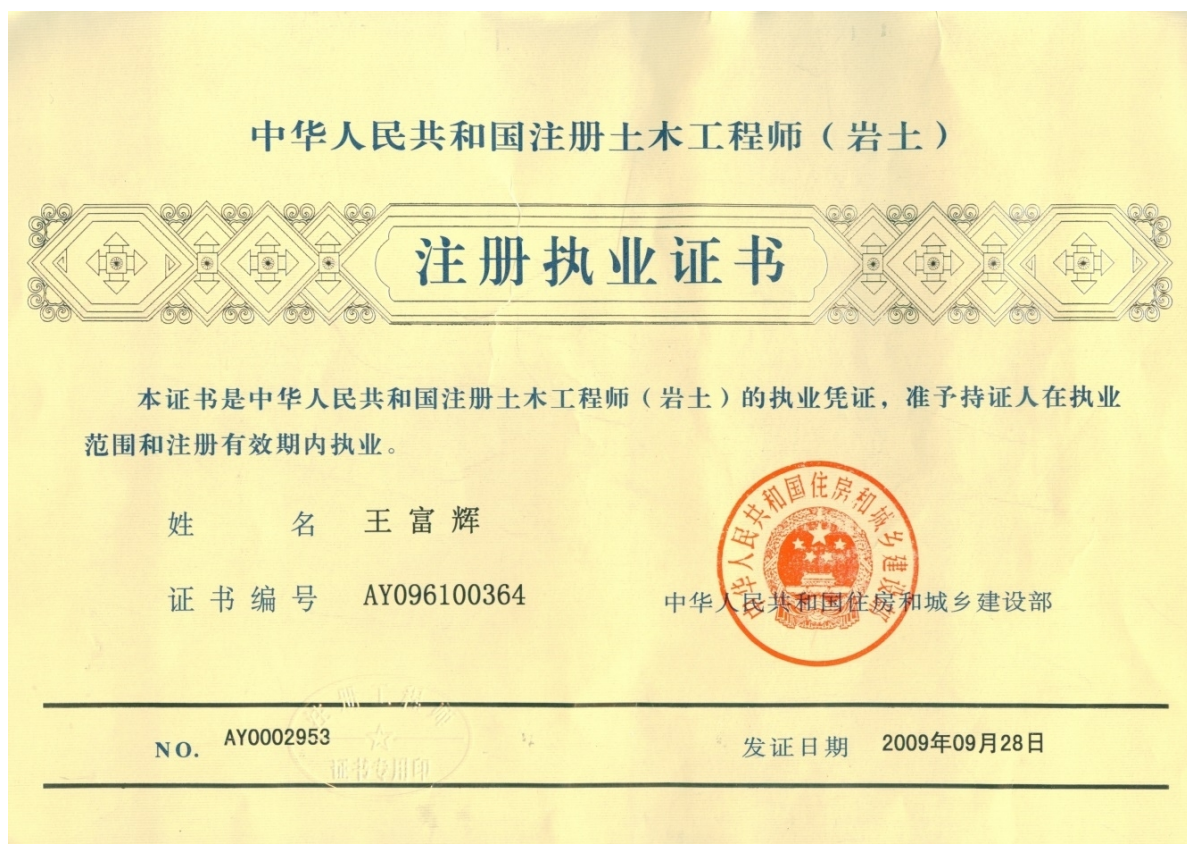 中华人民共和国注册土木工程师（岩土）
注册执业证书
本证书是中华人民共和国注册土木工程师（岩土）的执业凭证，准予持证人在执业
范围和注册有效期内执业。
姓 名 王富辉
证书编号 AY096100364
中华人民共和国住房和城乡建设部
中华人民共和国住房和城乡建设部
注册工程师
证书专用印
NO. AY0002953
发证日期 2009年09月28日